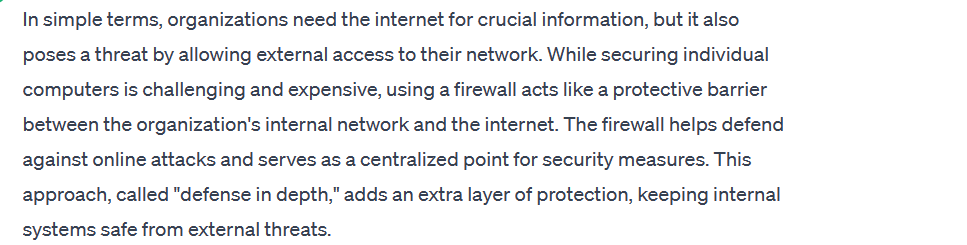 In simple terms, organizations need the internet for crucial information, but it also
poses a threat by allowing external access to their network. While securing individual
computers is challenging and expensive, using a firewall acts like a protective barrier
between the organization's internal network and the internet. The firewall helps defend
against online attacks and serves as a centralized point for security measures. This
approach, called "defense in depth," adds an extra layer of protection, keeping internal
systems safe from external threats.